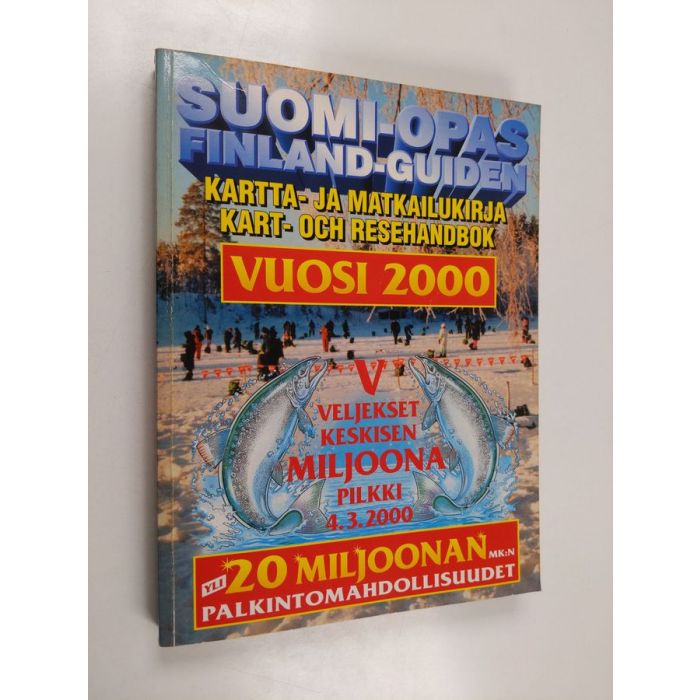 SUOMI-OPAS
FINLAND-GUIDEN
KARTTA- JA MATKAILUKIRJA
KART- OCH RESEHANDBOK
VUOSI 2000
V
VELJEKSET
KESKISEN
MILJOONA
PILKKI
4.3.2000
YLI 20 MILJOONAN MK:N
PALKINTOMAHDOLLISUUDET